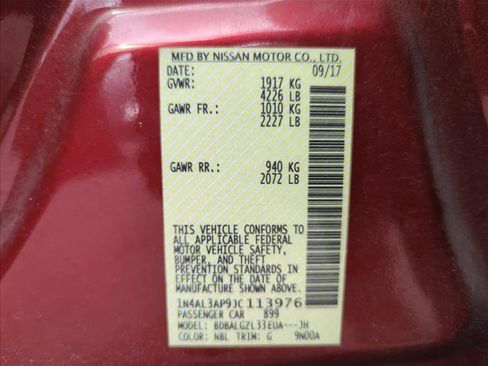 MFD BY NISSAN MOTOR CO., LTD.
DATE: 09/17
GVWR: 1917 KG
4226 LB
GAWR FR.: 1010 KG
2227 LB
GAWR RR.: 940 KG
2072 LB
THIS VEHICLE CONFORMS TO
ALL APPLICABLE FEDERAL
MOTOR VEHICLE SAFETY,
BUMPER, AND THEFT
PREVENTION STANDARDS IN
EFFECT ON THE DATE OF
MANUFACTURE SHOWN ABOVE.
1N4AL3AP9JC113976
PASSENGER CAR 899
MODEL: BDBALGZL33EUA---JH
COLOR: NBL TRIM: G 9N00A